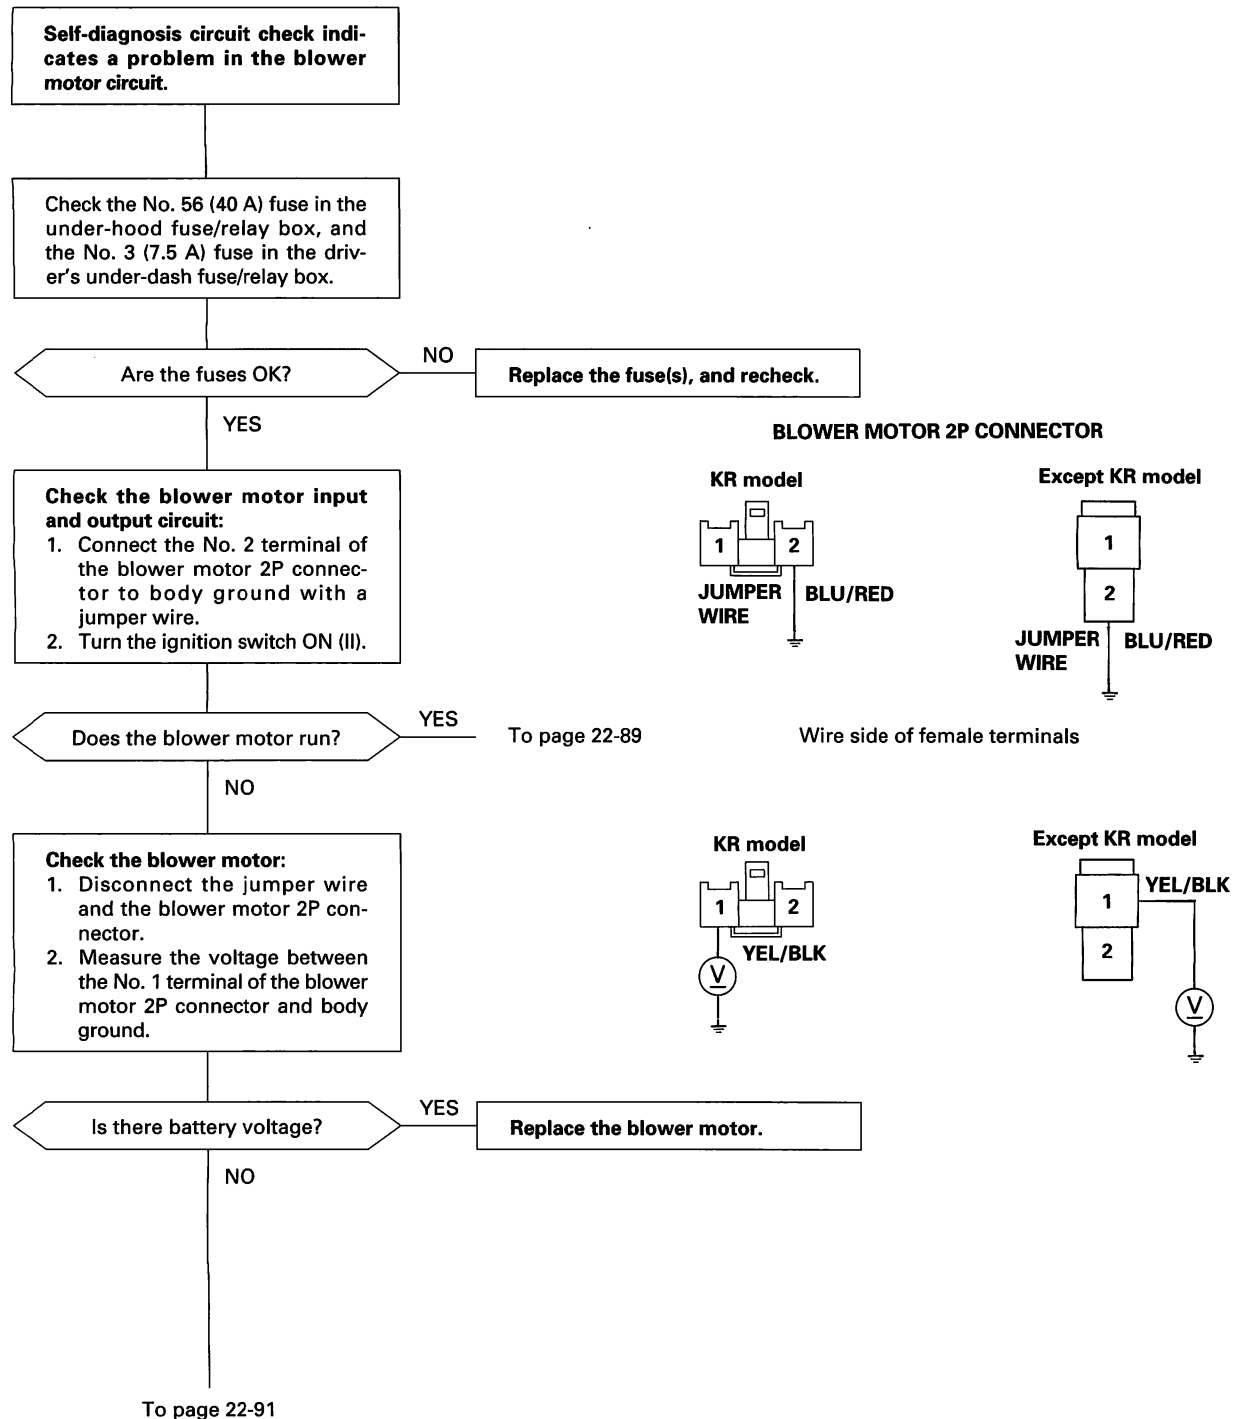 Self-diagnosis circuit check indi-
cates a problem in the blower
motor circuit.
Check the No. 56 (40 A) fuse in the
under-hood fuse/relay box, and
the No. 3 (7.5 A) fuse in the driv-
er's under-dash fuse/relay box.
Are the fuses OK?
NO
Replace the fuse(s), and recheck.
YES
Check the blower motor input
and output circuit:
1. Connect the No. 2 terminal of
the blower motor 2P connec-
tor to body ground with a
jumper wire.
2. Turn the ignition switch ON (II).
BLOWER MOTOR 2P CONNECTOR
KR model
1
2
JUMPER
WIRE
BLU/RED
Except KR model
1
2
JUMPER
WIRE
BLU/RED
Does the blower motor run?
YES
To page 22-89
Wire side of female terminals
NO
Check the blower motor:
1. Disconnect the jumper wire
and the blower motor 2P con-
nector.
2. Measure the voltage between
the No. 1 terminal of the blower
motor 2P connector and body
ground.
KR model
1
2
YEL/BLK
V
Except KR model
1
YEL/BLK
2
V
Is there battery voltage?
YES
Replace the blower motor.
NO
To page 22-91